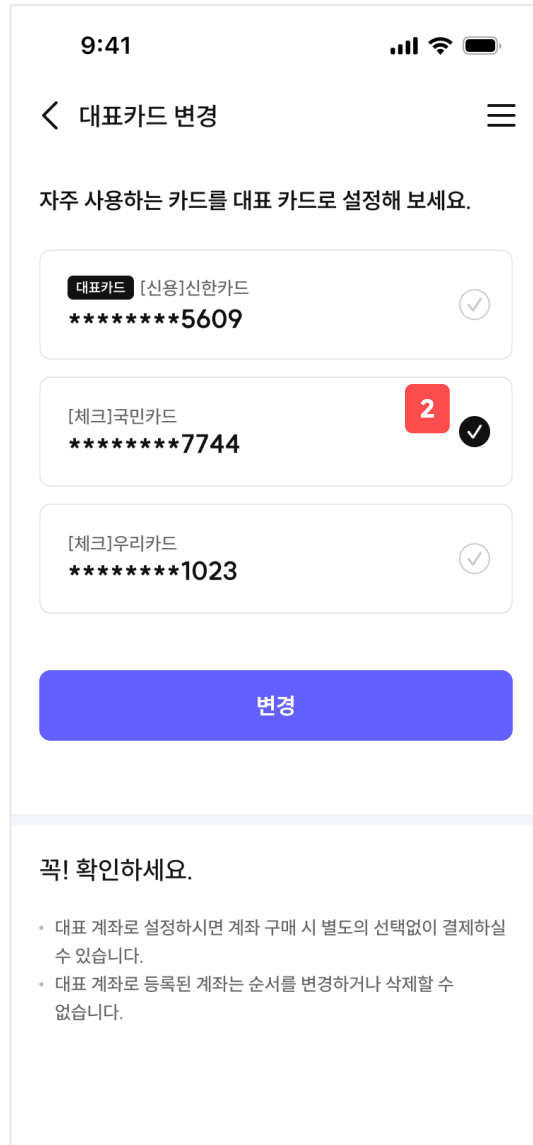 9:41
대표카드 변경
자주 사용하는 카드를 대표 카드로 설정해 보세요.
대표카드 [신용]신한카드
********5609
[체크]국민카드
2
********7744
[체크]우리카드
********1023
변경
꼭! 확인하세요.
• 대표 계좌로 설정하시면 계좌 구매 시 별도의 선택없이 결제하실
수 있습니다.
• 대표 계좌로 등록된 계좌는 순서를 변경하거나 삭제할 수
없습니다.